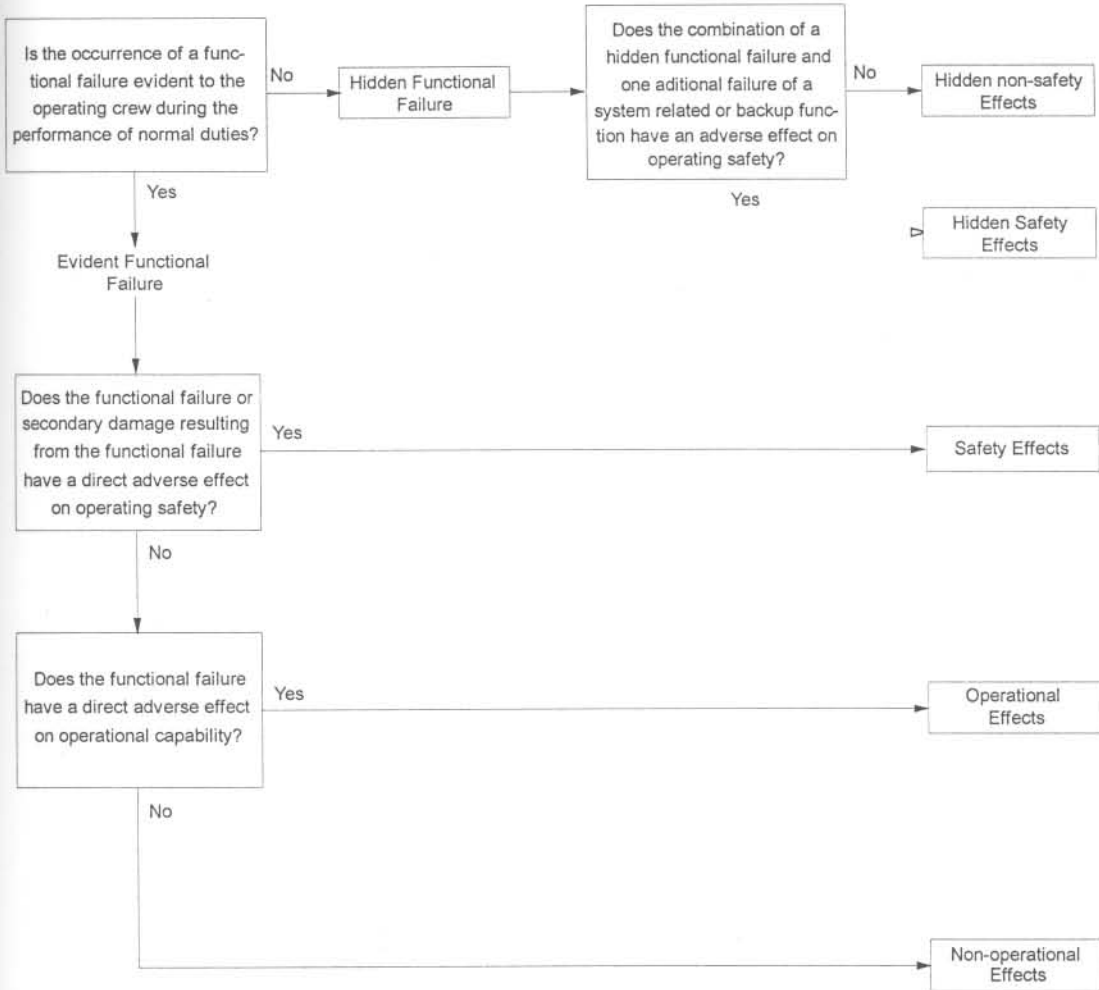 Is the occurrence of a func-
tional failure evident to the
operating crew during the
performance of normal duties?
No
Hidden Functional
Failure
Does the combination of a
hidden functional failure and
one aditional failure of a
system related or backup func-
tion have an adverse effect on
operating safety?
No
Hidden non-safety
Effects
Yes
Yes
Hidden Safety
Effects
Evident Functional
Failure
Does the functional failure or
secondary damage resulting
from the functional failure
have a direct adverse effect
on operating safety?
Yes
Safety Effects
No
Does the functional failure
have a direct adverse effect
on operational capability?
Yes
Operational
Effects
No
Non-operational
Effects